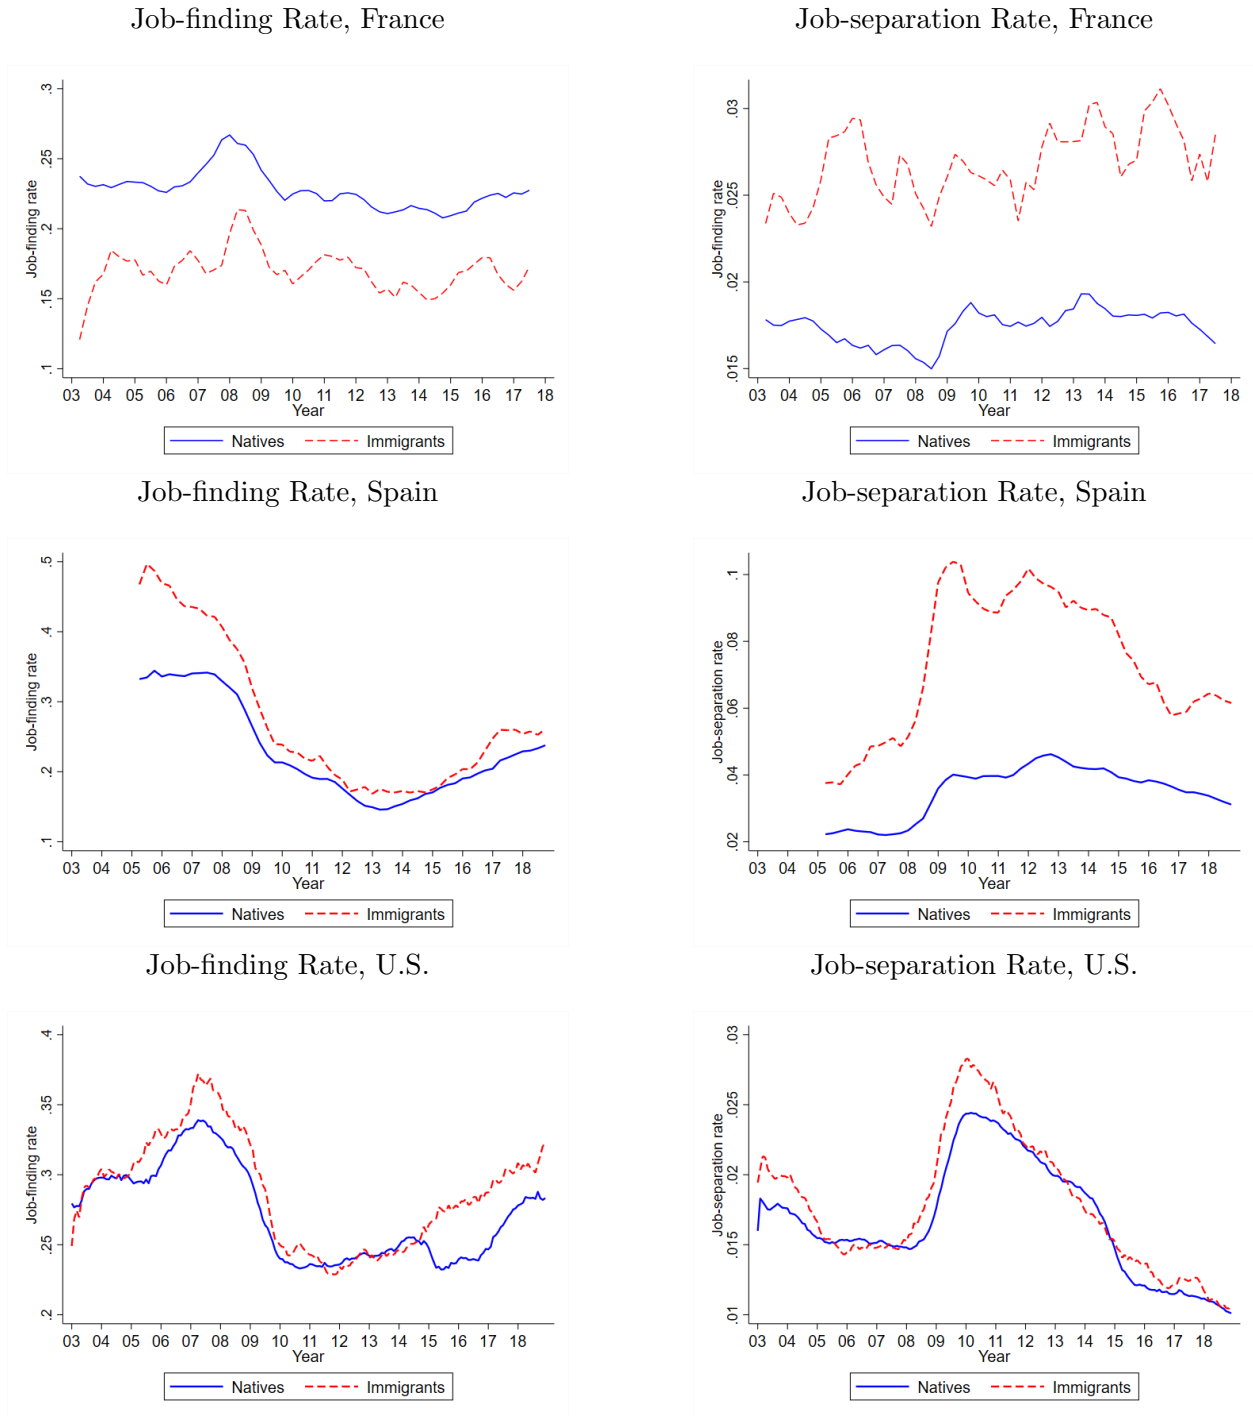 Job-finding Rate, France
Job-separation Rate, France
.3
.25
.2
.15
.1
Job-finding rate
03 04 05 06 07 08 09 10 11 12 13 14 15 16 17 18
Year
Natives Immigrants
.03
.025
.02
.015
Job-finding rate
03 04 05 06 07 08 09 10 11 12 13 14 15 16 17 18
Year
Natives Immigrants
Job-finding Rate, Spain
Job-separation Rate, Spain
.5
.4
.3
.2
.1
Job-finding rate
03 04 05 06 07 08 09 10 11 12 13 14 15 16 17 18
Year
Natives Immigrants
.1
.08
.06
.04
.02
Job-separation rate
03 04 05 06 07 08 09 10 11 12 13 14 15 16 17 18
Year
Natives Immigrants
Job-finding Rate, U.S.
Job-separation Rate, U.S.
.4
.35
.3
.25
.2
Job-finding rate
03 04 05 06 07 08 09 10 11 12 13 14 15 16 17 18
Year
Natives Immigrants
.03
.025
.02
.015
.01
Job-separation rate
03 04 05 06 07 08 09 10 11 12 13 14 15 16 17 18
Year
Natives Immigrants